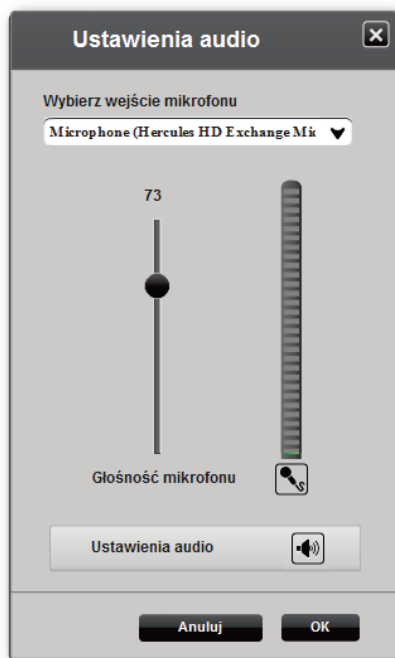 Ustawienia audio
Wybierz wejście mikrofonu
Microphone (Hercules HD Exchange Mic
73
Głośność mikrofonu
Ustawienia audio
Anuluj
OK